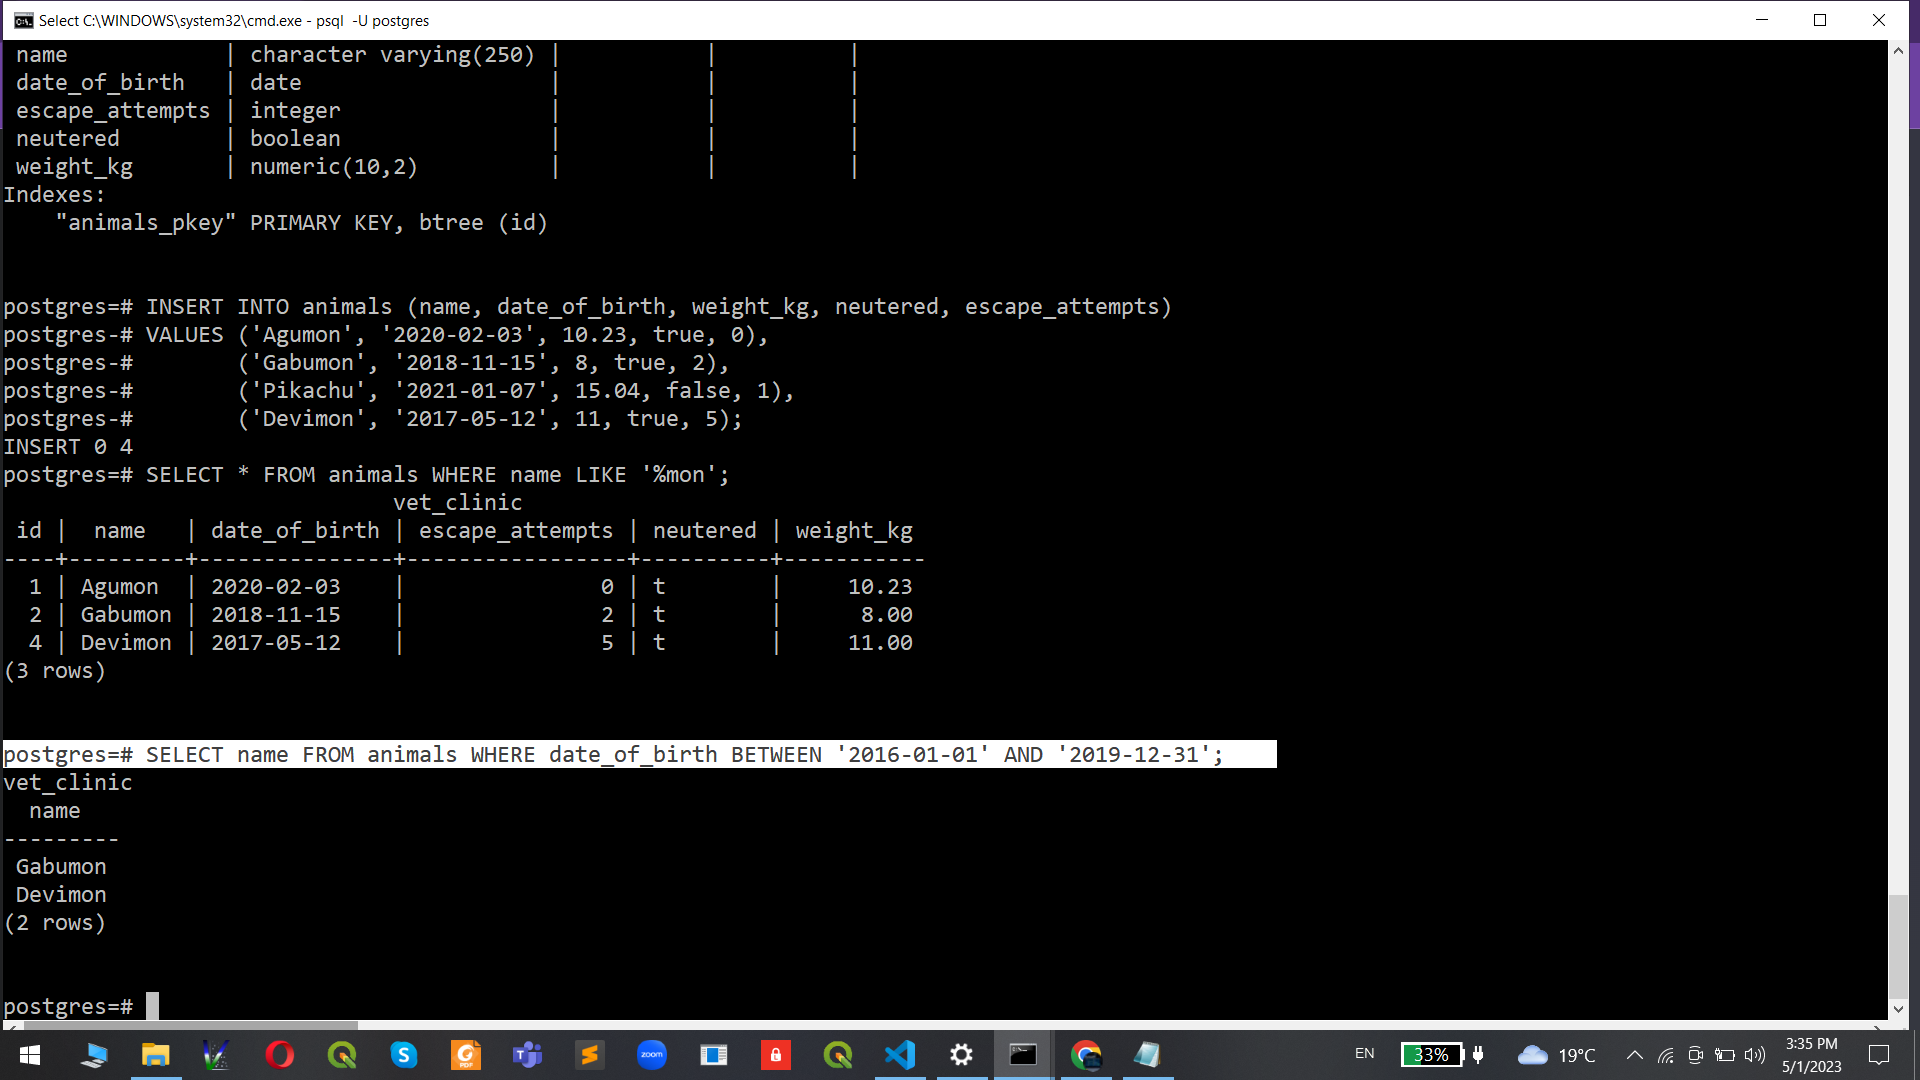 Select C:\WINDOWS\system32\cmd.exe - psql  -U postgres
 name            | character varying(250) |           |          |
 date_of_birth   | date                   |           |          |
 escape_attempts | integer                |           |          |
 neutered        | boolean                |           |          |
 weight_kg       | numeric(10,2)          |           |          |
Indexes:
    "animals_pkey" PRIMARY KEY, btree (id)
postgres=# INSERT INTO animals (name, date_of_birth, weight_kg, neutered, escape_attempts)
postgres-# VALUES ('Agumon', '2020-02-03', 10.23, true, 0),
postgres-#        ('Gabumon', '2018-11-15', 8, true, 2),
postgres-#        ('Pikachu', '2021-01-07', 15.04, false, 1),
postgres-#        ('Devimon', '2017-05-12', 11, true, 5);
INSERT 0 4
postgres=# SELECT * FROM animals WHERE name LIKE '%mon';
                              vet_clinic
 id |  name   | date_of_birth | escape_attempts | neutered | weight_kg
----+---------+---------------+-----------------+----------+-----------
  1 | Agumon  | 2020-02-03    |               0 | t        |     10.23
  2 | Gabumon | 2018-11-15    |               2 | t        |      8.00
  4 | Devimon | 2017-05-12    |               5 | t        |     11.00
(3 rows)
postgres=# SELECT name FROM animals WHERE date_of_birth BETWEEN '2016-01-01' AND '2019-12-31';
vet_clinic
  name
---------
 Gabumon
 Devimon
(2 rows)
postgres=#
zoom
EN
33%
19°C
3:35 PM
5/1/2023